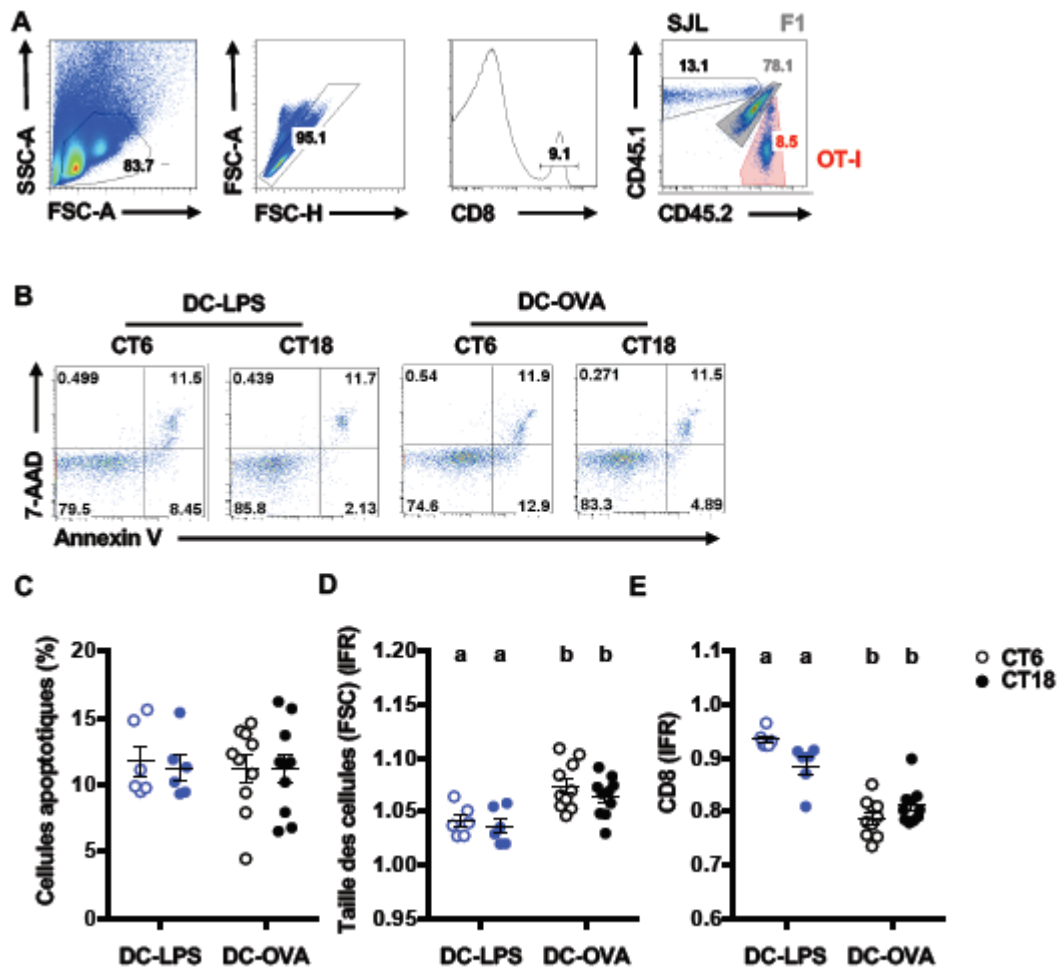 A
SSC-A
83.7
FSC-A
FSC-A
95.1
FSC-H
9.1
CD8
SJL
F1
13.1
78.1
8.5
OT-I
CD45.1
CD45.2
B
DC-LPS
DC-OVA
CT6
CT18
CT6
CT18
0.499
11.5
0.439
11.7
0.54
11.9
0.271
11.5
7-AAD
79.5
8.45
85.8
2.13
74.6
12.9
83.3
4.89
Annexin V
C
Cellules apoptotiques (%)
20
15
10
5
0
DC-LPS
DC-OVA
D
Taille des cellules (FSC) (IFR)
1.20
1.15
1.10
1.05
1.00
0.95
a
a
b
b
DC-LPS
DC-OVA
E
CD8 (IFR)
1.1
1.0
0.9
0.8
0.7
0.6
a
a
b
b
DC-LPS
DC-OVA
CT6
CT18